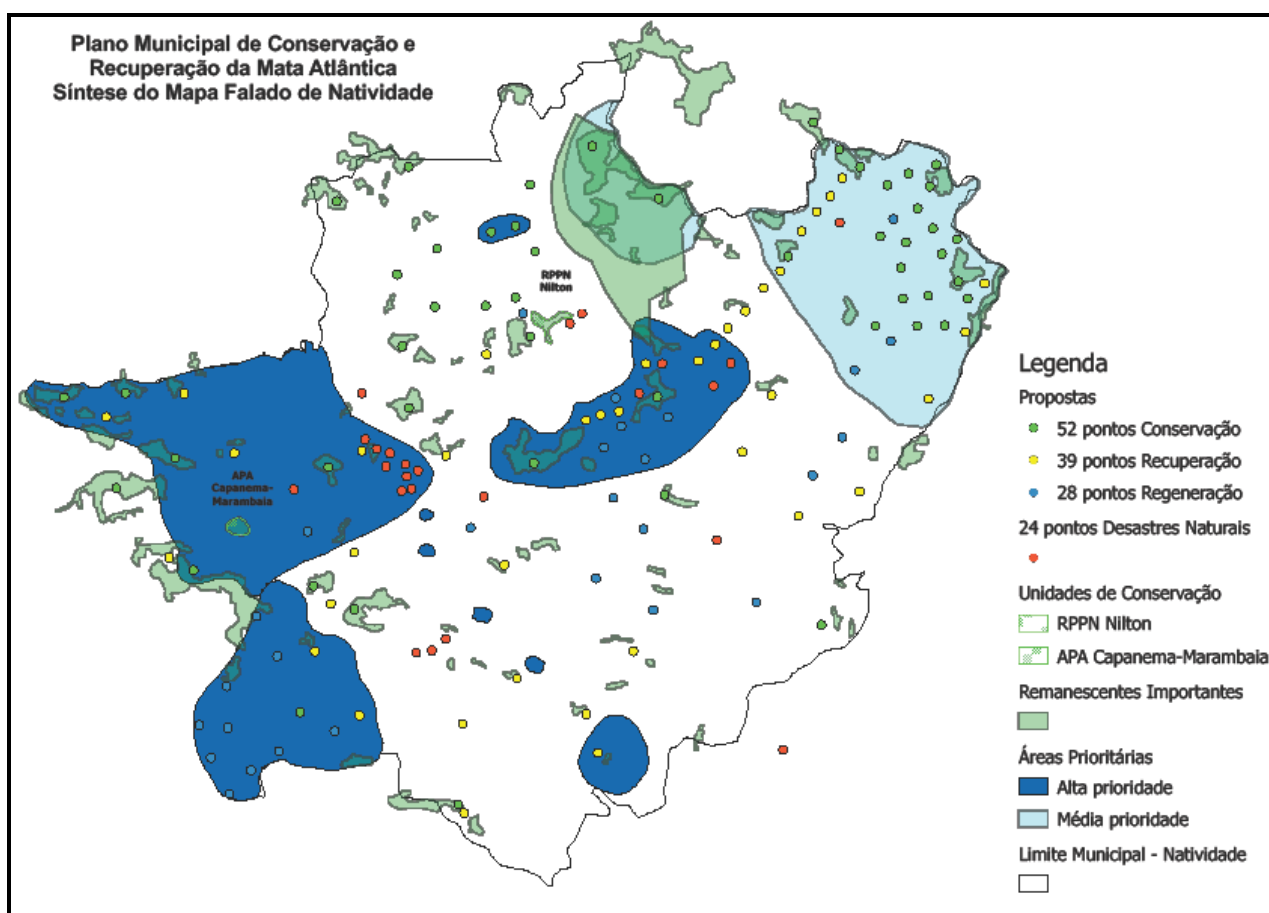 Plano Municipal de Conservação e
Recuperação da Mata Atlântica
Síntese do Mapa Falado de Natividade
RPPN
Nilton
APA
Capanema-
Marambaia
Legenda
Propostas
52 pontos Conservação
39 pontos Recuperação
28 pontos Regeneração
24 pontos Desastres Naturais
Unidades de Conservação
RPPN Nilton
APA Capanema-Marambaia
Remanescentes Importantes
Áreas Prioritárias
Alta prioridade
Média prioridade
Limite Municipal - Natividade